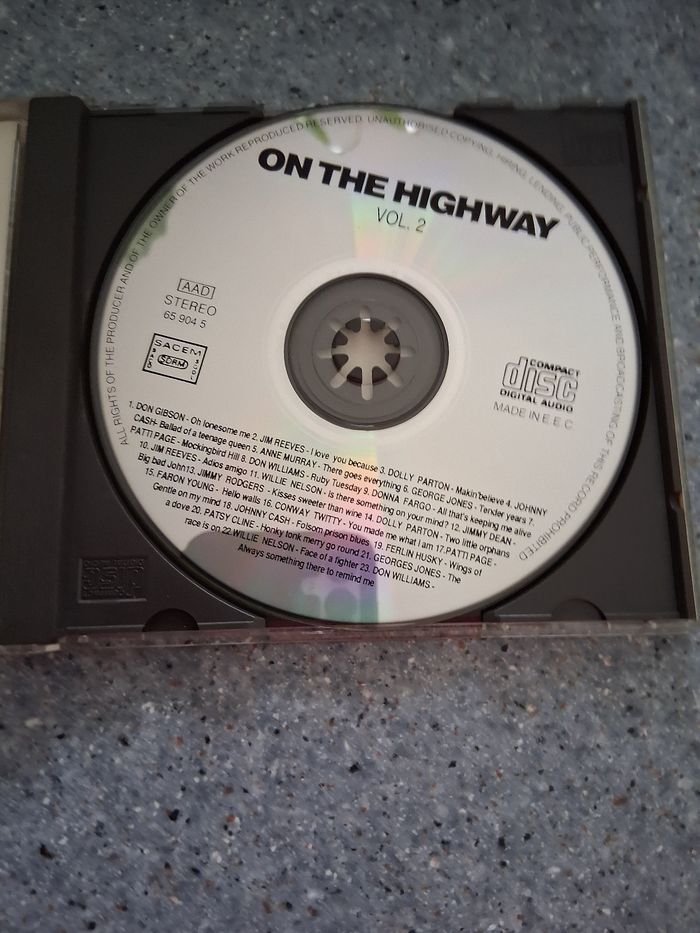 ALL RIGHTS OF THE PRODUCER AND OF THE OWNER OF THE WORK REPRODUCED RESERVED. UNAUTHORISED COPYING, HIRING, LENDING, PUBLIC PERFORMANCE AND BROADCASTING OF THIS RECORD PROHIBITED
ON THE HIGHWAY
VOL. 2
AAD
STEREO
65 904 5
SACEM
SDRM
COMPACT
disc
DIGITAL AUDIO
MADE IN E.E.C
1. DON GIBSON - Oh lonesome me 2. JIM REEVES - I love you because 3. DOLLY PARTON - Makin'believe 4. JOHNNY
CASH- Ballad of a teenage queen 5. ANNE MURRAY - There goes everything 6. GEORGE JONES - Tender years 7.
PATTI PAGE - Mockingbird Hill 8. DON WILLIAMS - Ruby Tuesday 9. DONNA FARGO - All that's keeping me alive
10. JIM REEVES - Adios amigo 11. WILLIE NELSON - Is there something on your mind? 12. JIMMY DEAN -
Big bad John13. JIMMY RODGERS - Kisses sweeter than wine 14. DOLLY PARTON - Two little orphans
15. FARON YOUNG - Hello walls 16. CONWAY TWITTY - You made me what I am 17.PATTI PAGE -
Gentle on my mind 18. JOHNNY CASH - Folsom prison blues 19. FERLIN HUSKY - Wings of
a dove 20. PATSY CLINE - Honky tonk merry go round 21. GEORGES JONES - The
race is on 22.WILLIE NELSON - Face of a fighter 23. DON WILLIAMS -
Always something there to remind me